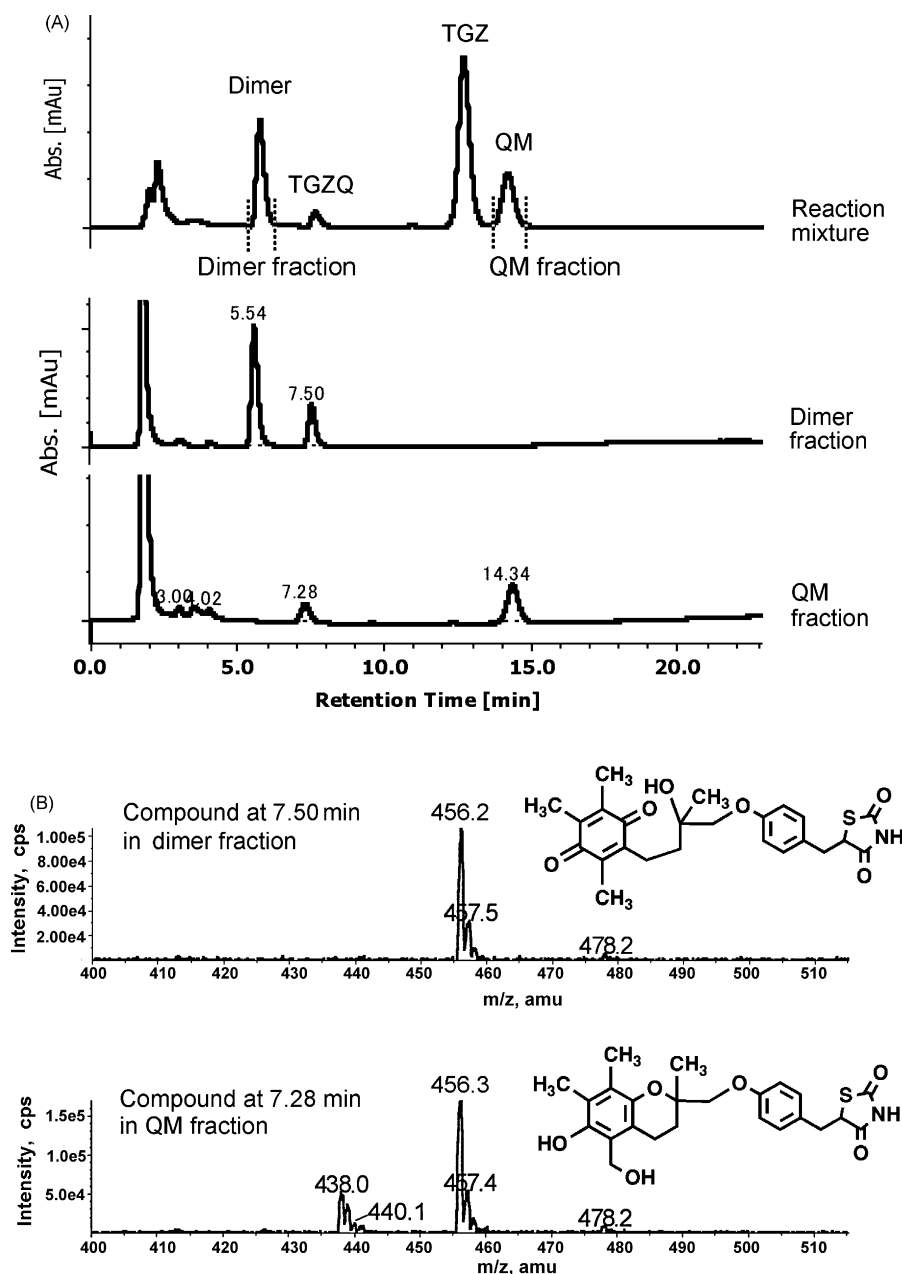 (A)
TGZ
Dimer
QM
TGZQ
Abs. [mAu]
Reaction
mixture
Dimer fraction
QM fraction
5.54
7.50
Abs. [mAu]
Dimer
fraction
3.00
4.02
7.28
14.34
QM
fraction
0.0 5.0 10.0 15.0 20.0
Retention Time [min]
(B)
Compound at 7.50 min
in dimer fraction
456.2
457.5
478.2
CH3
H3C
O
O
CH3
HO
CH3
O
S
O
NH
O
Intensity, cps
1.00e5
8.00e4
6.00e4
4.00e4
2.00e4
400 420 430 440 450 460 470 480 490 500 510
m/z, amu
Compound at 7.28 min
in QM fraction
456.3
457.4
438.0
440.1
478.2
CH3
H3C
CH3
O
O
HO
OH
S
O
NH
O
Intensity, cps
1.5e5
1.0e5
5.0e4
400 420 430 440 450 460 470 480 490 500 510
m/z, amu